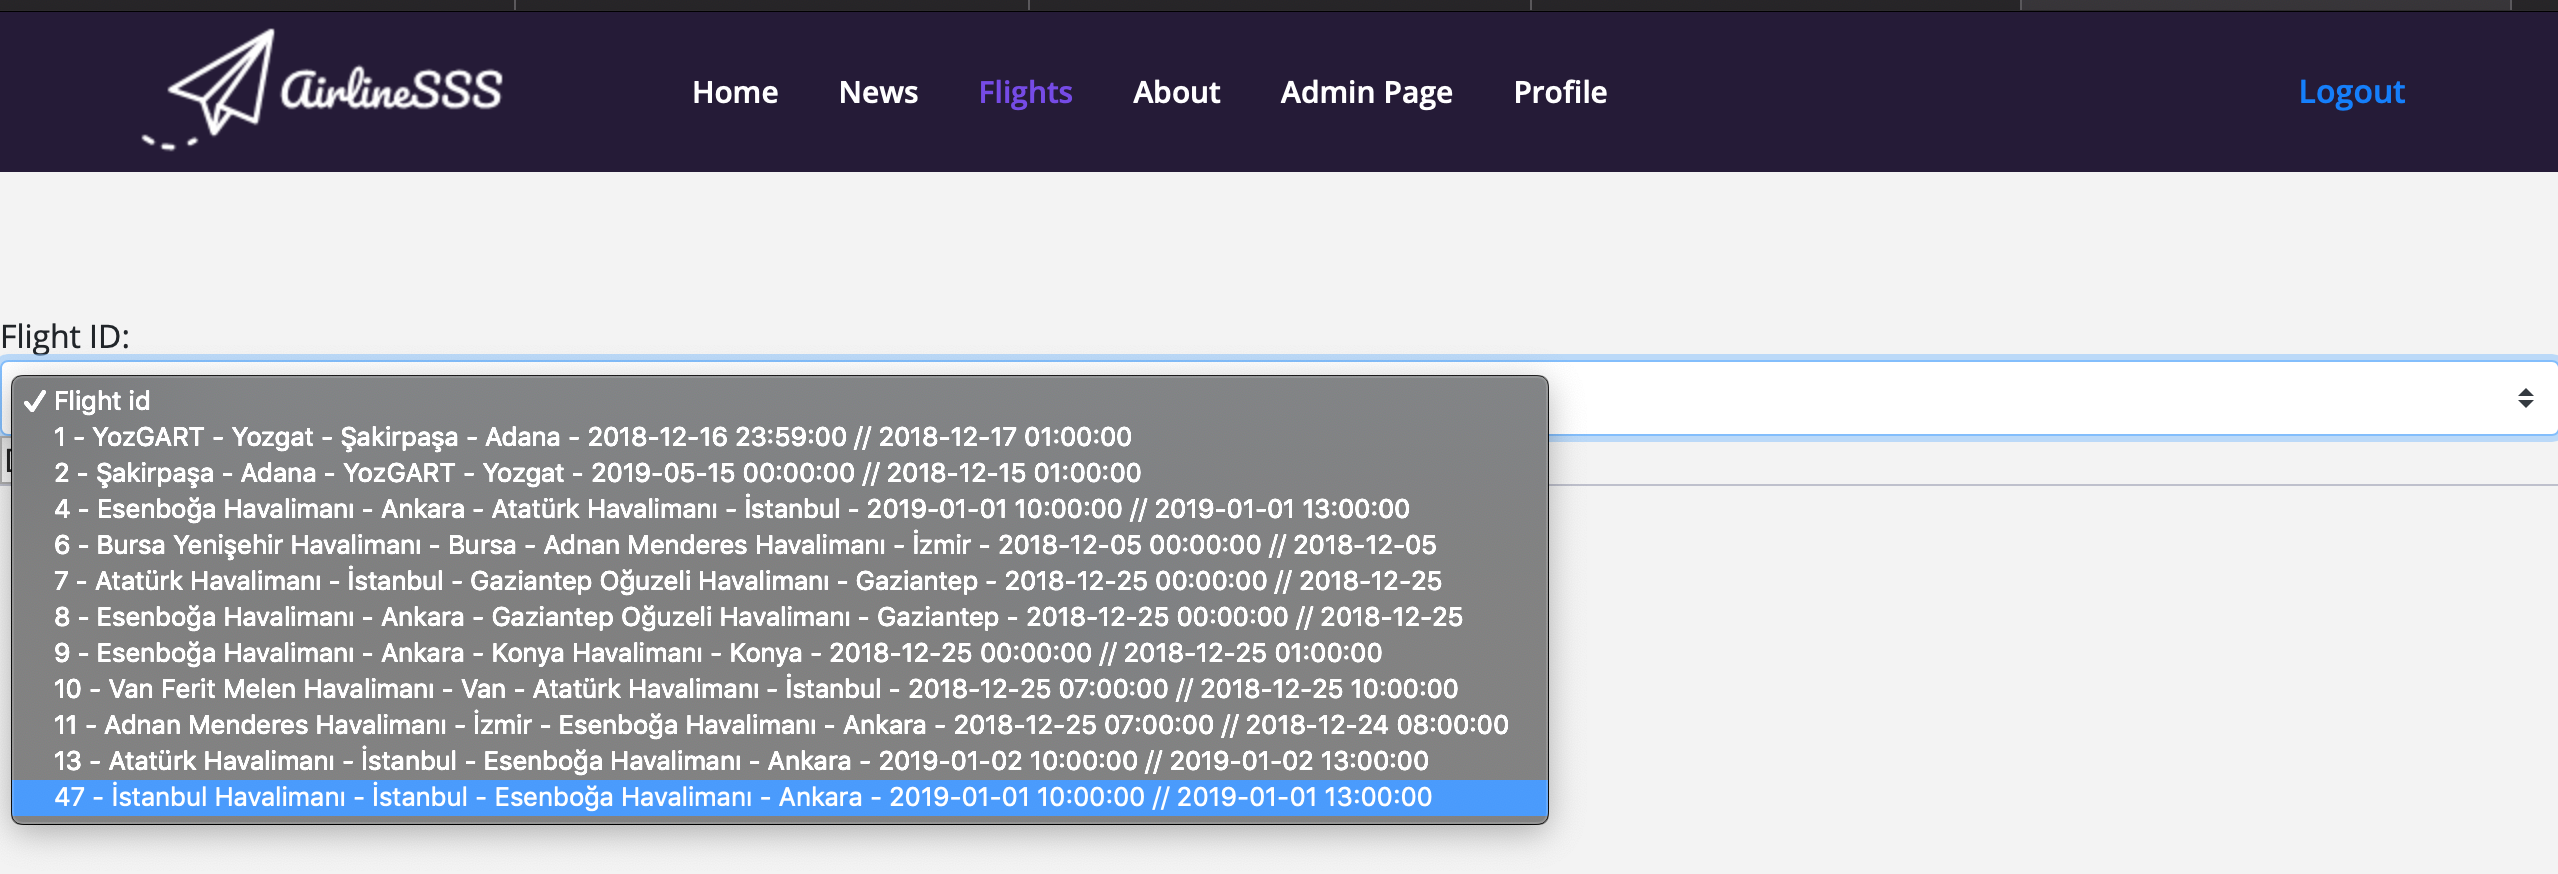 AirlineSSS
Home News Flights About Admin Page Profile Logout
Flight ID:
✓ Flight id
1 - YozGART - Yozgat - Şakirpaşa - Adana - 2018-12-16 23:59:00 // 2018-12-17 01:00:00
2 - Şakirpaşa - Adana - YozGART - Yozgat - 2019-05-15 00:00:00 // 2018-12-15 01:00:00
4 - Esenboğa Havalimanı - Ankara - Atatürk Havalimanı - İstanbul - 2019-01-01 10:00:00 // 2019-01-01 13:00:00
6 - Bursa Yenişehir Havalimanı - Bursa - Adnan Menderes Havalimanı - İzmir - 2018-12-05 00:00:00 // 2018-12-05
7 - Atatürk Havalimanı - İstanbul - Gaziantep Oğuzeli Havalimanı - Gaziantep - 2018-12-25 00:00:00 // 2018-12-25
8 - Esenboğa Havalimanı - Ankara - Gaziantep Oğuzeli Havalimanı - Gaziantep - 2018-12-25 00:00:00 // 2018-12-25
9 - Esenboğa Havalimanı - Ankara - Konya Havalimanı - Konya - 2018-12-25 00:00:00 // 2018-12-25 01:00:00
10 - Van Ferit Melen Havalimanı - Van - Atatürk Havalimanı - İstanbul - 2018-12-25 07:00:00 // 2018-12-25 10:00:00
11 - Adnan Menderes Havalimanı - İzmir - Esenboğa Havalimanı - Ankara - 2018-12-25 07:00:00 // 2018-12-24 08:00:00
13 - Atatürk Havalimanı - İstanbul - Esenboğa Havalimanı - Ankara - 2019-01-02 10:00:00 // 2019-01-02 13:00:00
47 - İstanbul Havalimanı - İstanbul - Esenboğa Havalimanı - Ankara - 2019-01-01 10:00:00 // 2019-01-01 13:00:00